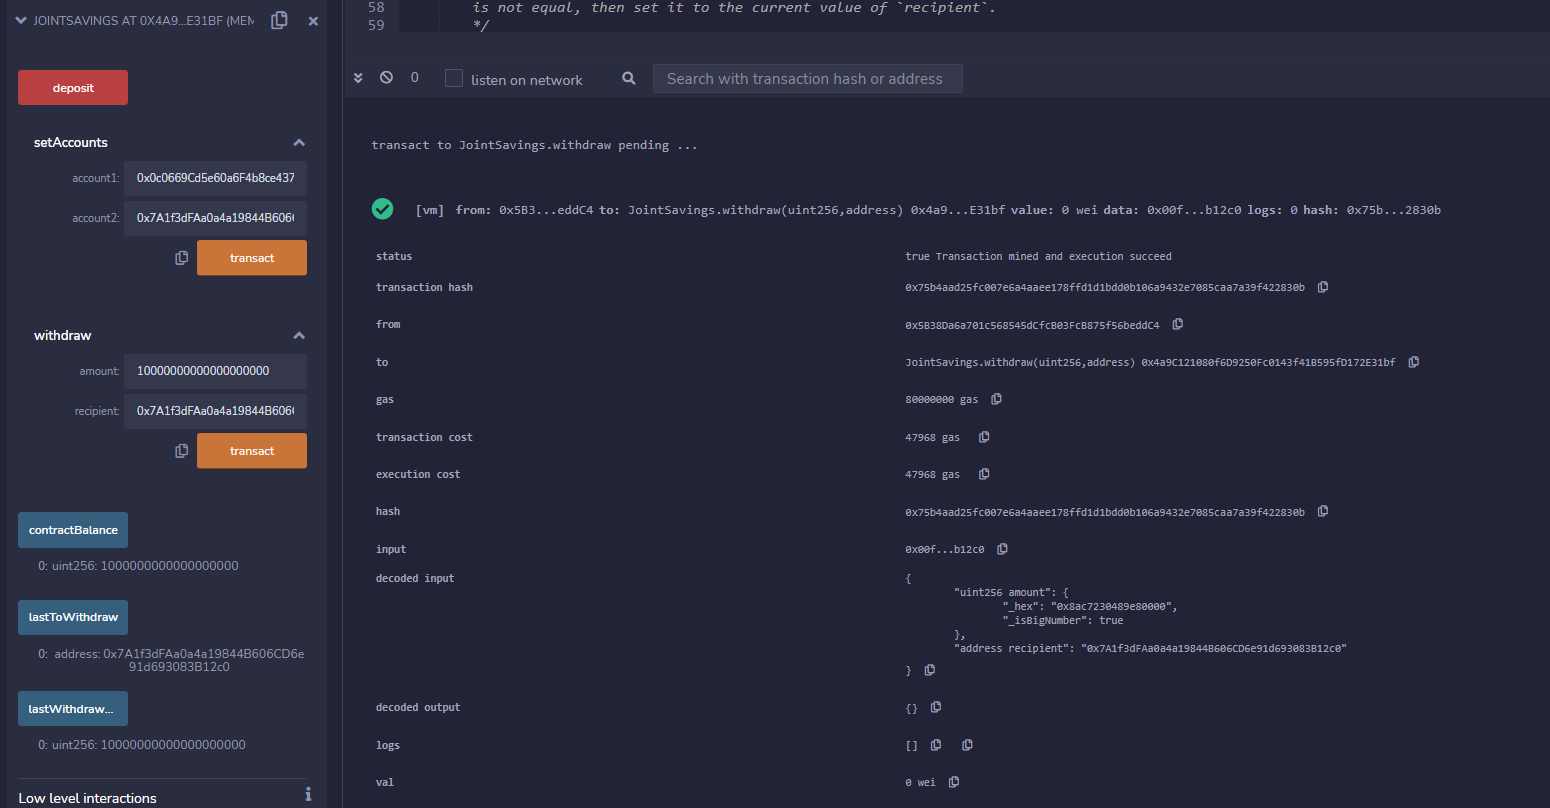 JOINTSAVINGS AT 0X4A9...E31BF (MEM
deposit
setAccounts
account1: 0x0c0669Cd5e60a6F4b8ce437
account2: 0x7A1f3dFAa0a4a19844B606
transact
withdraw
amount: 10000000000000000000
recipient: 0x7A1f3dFAa0a4a19844B606
transact
contractBalance
0: uint256: 1000000000000000000
lastToWithdraw
0: address: 0x7A1f3dFAa0a4a19844B606CD6e
91d693083B12c0
lastWithdraw...
0: uint256: 10000000000000000000
Low level interactions
58 is not equal, then set it to the current value of `recipient`.
59 */
0 listen on network Search with transaction hash or address
transact to JointSavings.withdraw pending ...
[vm] from: 0x5B3...eddC4 to: JointSavings.withdraw(uint256,address) 0x4a9...E31bf value: 0 wei data: 0x00f...b12c0 logs: 0 hash: 0x75b...2830b
status true Transaction mined and execution succeed
transaction hash 0x75b4aad25fc007e6a4aaee178ffd1d1bdd0b106a9432e7085caa7a39f422830b
from 0x5B38Da6a701c568545dCfcB03FcB875f56beddC4
to JointSavings.withdraw(uint256,address) 0x4a9C121080f6D9250Fc0143f41B595fD172E31bf
gas 80000000 gas
transaction cost 47968 gas
execution cost 47968 gas
hash 0x75b4aad25fc007e6a4aaee178ffd1d1bdd0b106a9432e7085caa7a39f422830b
input 0x00f...b12c0
decoded input {
"uint256 amount": {
"_hex": "0x8ac7230489e80000",
"_isBigNumber": true
},
"address recipient": "0x7A1f3dFAa0a4a19844B606CD6e91d693083B12c0"
}
decoded output {}
logs []
val 0 wei